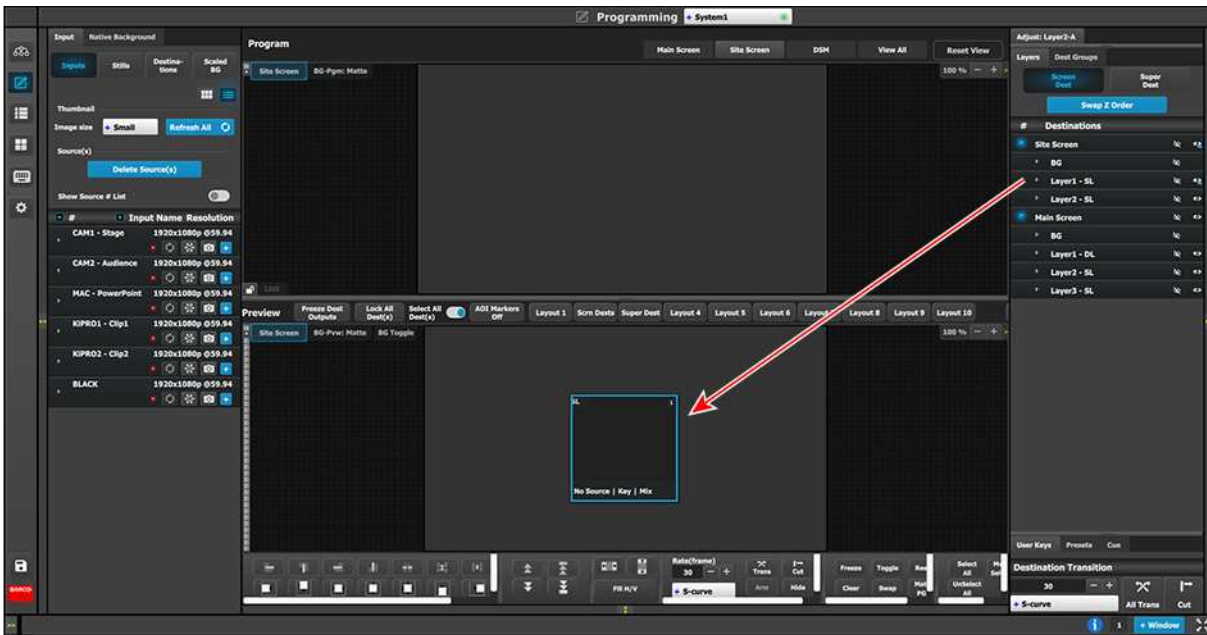 Programming + System1
Input Native Background
Inputs Stills Destina-tions Scaled BG
Thumbnail
Image size + Small Refresh All
Source(s)
Delete Source(s)
Show Source # List
# Input Name Resolution
CAM1 - Stage 1920x1080p @59.94
CAM2 - Audience 1920x1080p @59.94
MAC - PowerPoint 1920x1080p @59.94
KiPRO1 - Clip1 1920x1080p @59.94
KiPRO2 - Clip2 1920x1080p @59.94
BLACK 1920x1080p @59.94
BARCO
Program
Main Screen Site Screen DSM View All Reset View
Site Screen BG-Pgm: Matte 100 % − +
List
Preview Freeze Dest Outputs Lock All Dest(s) Select All Dest(s) AOI Markers Off Layout 1 Scrn Dests Super Dest Layout 4 Layout 5 Layout 6 Layout 8 Layout 9 Layout 10
Site Screen BG-Pvw: Matte BG Toggle 100 % − +
SL 1
No Source | Key | Mix
Fill H/V
Rate(frame)
30 − +
+ S-curve
Trans Cut
Arm Hide
Freeze Toggle
Clear Swap Mat PG
Select All
UnSelect All
Adjust: Layer2-A
Layers Dest Groups
Screen Dest Super Dest
Swap Z Order
# Destinations
Site Screen
BG
Layer1 - SL
Layer2 - SL
Main Screen
BG
Layer1 - DL
Layer2 - SL
Layer3 - SL
User Keys Presets Cue
Destination Transition
30 − +
+ S-curve
All Trans Cut
i 1 + Window